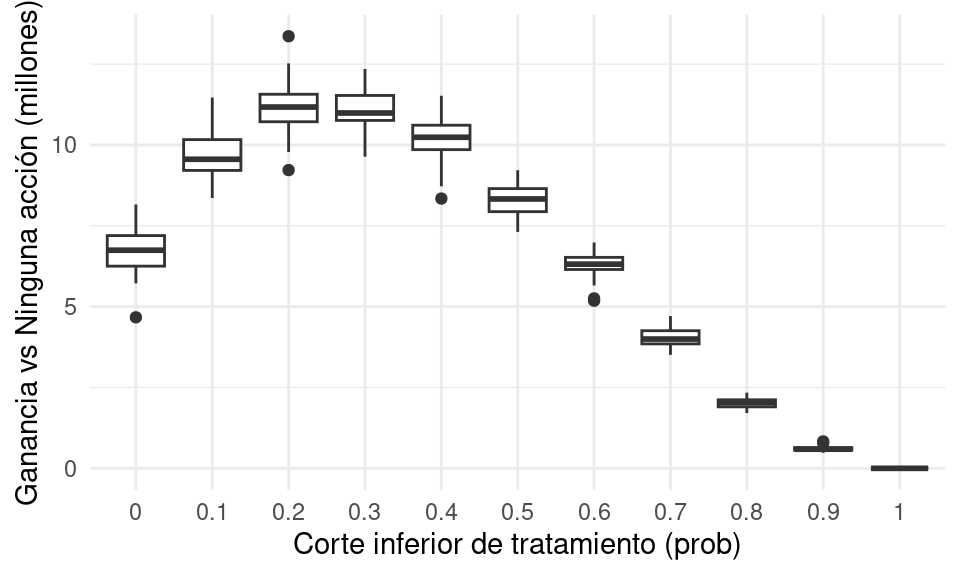 Ganancia vs Ninguna acción (millones)
10
5
0
0 0.1 0.2 0.3 0.4 0.5 0.6 0.7 0.8 0.9 1
Corte inferior de tratamiento (prob)